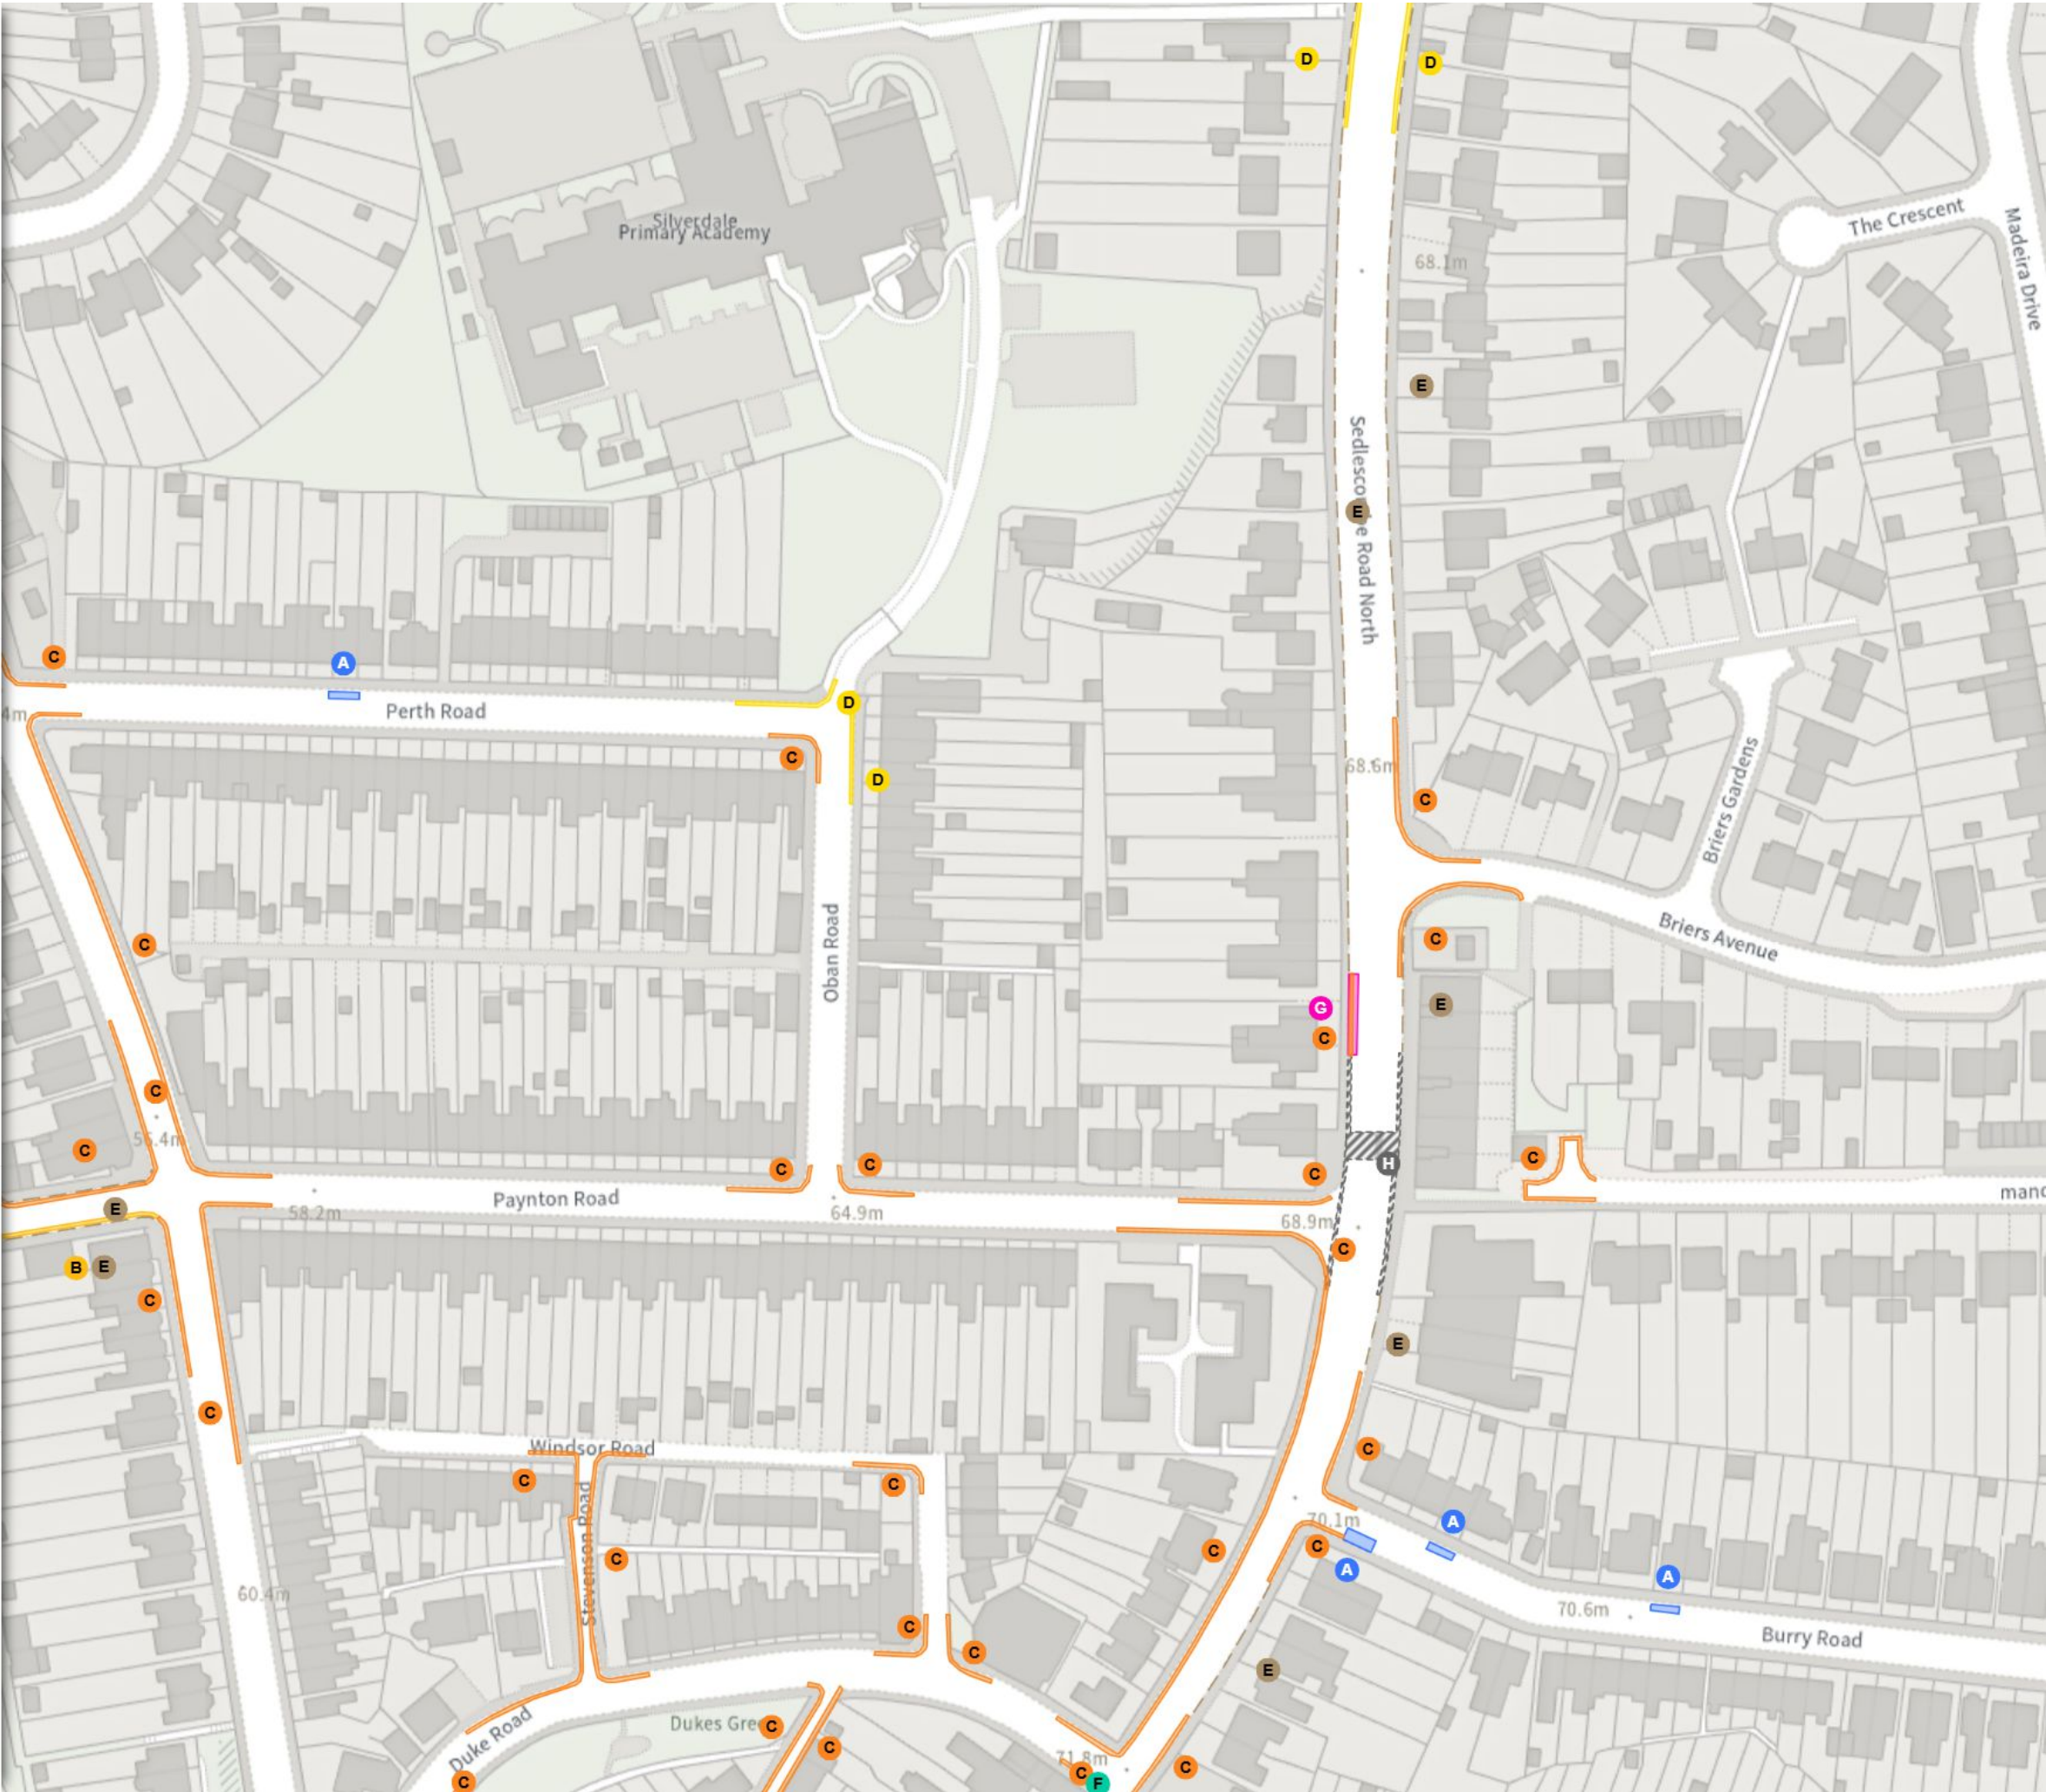 D
D
The Crescent
Silverdale
Primary Academy
Madeira Drive
68.1m
E
Sedlescombe Road North
E
C
A
D
4m
Perth Road
C
D
68.6m
C
Briers Gardens
Oban Road
C
C
Briers Avenue
G
E
C
C
C
C
C
C
H
C
C
E
Paynton Road
58.2m
64.9m
68.9m
C
B
E
C
E
C
Windsor Road
C
C
C
Stevenson Road
C
70.1m
A
C
C
A
A
60.4m
70.6m
Burry Road
C
C
E
Duke Road
Dukes Gre
C
C
71.8m
C
C
F
C